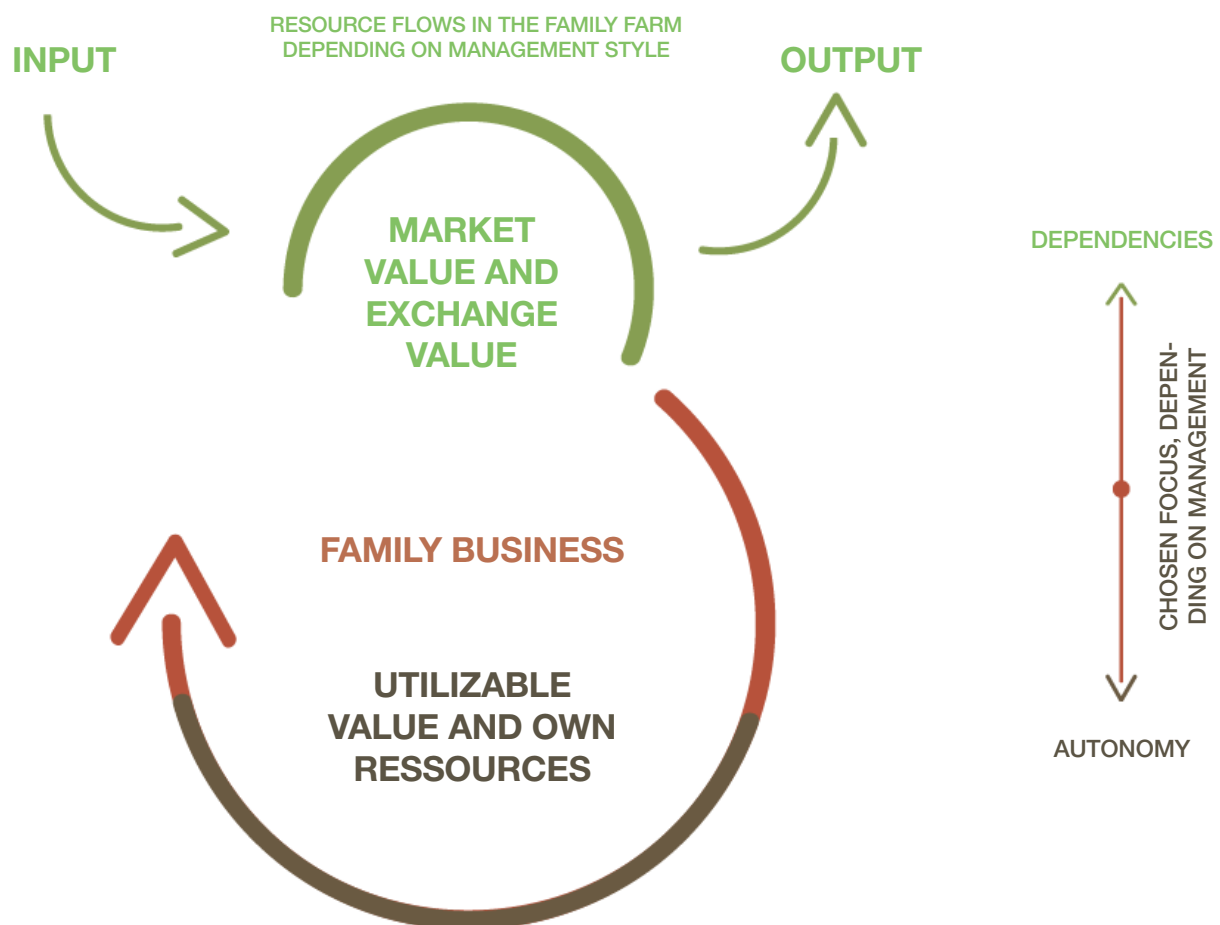 RESOURCE FLOWS IN THE FAMILY FARM
DEPENDING ON MANAGEMENT STYLE
INPUT
OUTPUT
MARKET
VALUE AND
EXCHANGE
VALUE
FAMILY BUSINESS
UTILIZABLE
VALUE AND OWN
RESSOURCES
DEPENDENCIES
CHOSEN FOCUS, DEPEN-
DING ON MANAGEMENT
AUTONOMY